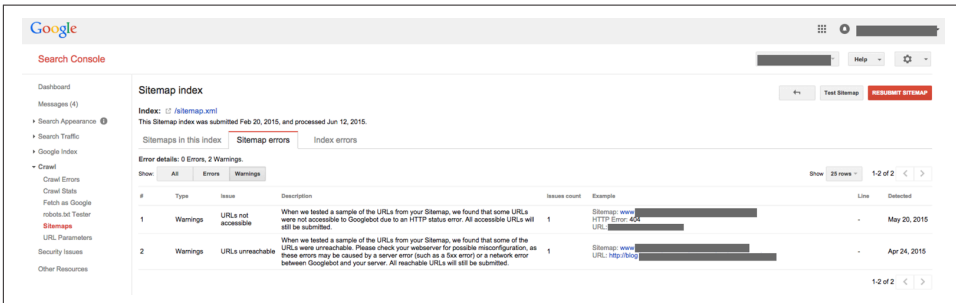 Google
Search Console
Help
Dashboard
Messages (4)
Search Appearance
Search Traffic
Google Index
Crawl
Crawl Errors
Crawl Stats
Fetch as Google
robots.txt Tester
Sitemaps
URL Parameters
Security Issues
Other Resources
Sitemap index
Test Sitemap
RESUBMIT SITEMAP
Index: /sitemap.xml
This Sitemap index was submitted Feb 20, 2015, and processed Jun 12, 2015.
Sitemaps in this index Sitemap errors Index errors
Error details: 0 Errors, 2 Warnings.
Show: All Errors Warnings
Show 25 rows 1-2 of 2
# Type Issue Description Issues count Example Line Detected
1 Warnings
URLs not
accessible
When we tested a sample of the URLs from your Sitemap, we found that some URLs
were not accessible to Googlebot due to an HTTP status error. All accessible URLs will
still be submitted.
1
Sitemap: www
HTTP Error: 404
URL:
- May 20, 2015
2 Warnings URLs unreachable
When we tested a sample of the URLs from your Sitemap, we found that some of the
URLs were unreachable. Please check your webserver for possible misconfiguration, as
these errors may be caused by a server error (such as a 5xx error) or a network error
between Googlebot and your server. All reachable URLs will still be submitted.
1
Sitemap: www
URL: http://blog
- Apr 24, 2015
1-2 of 2